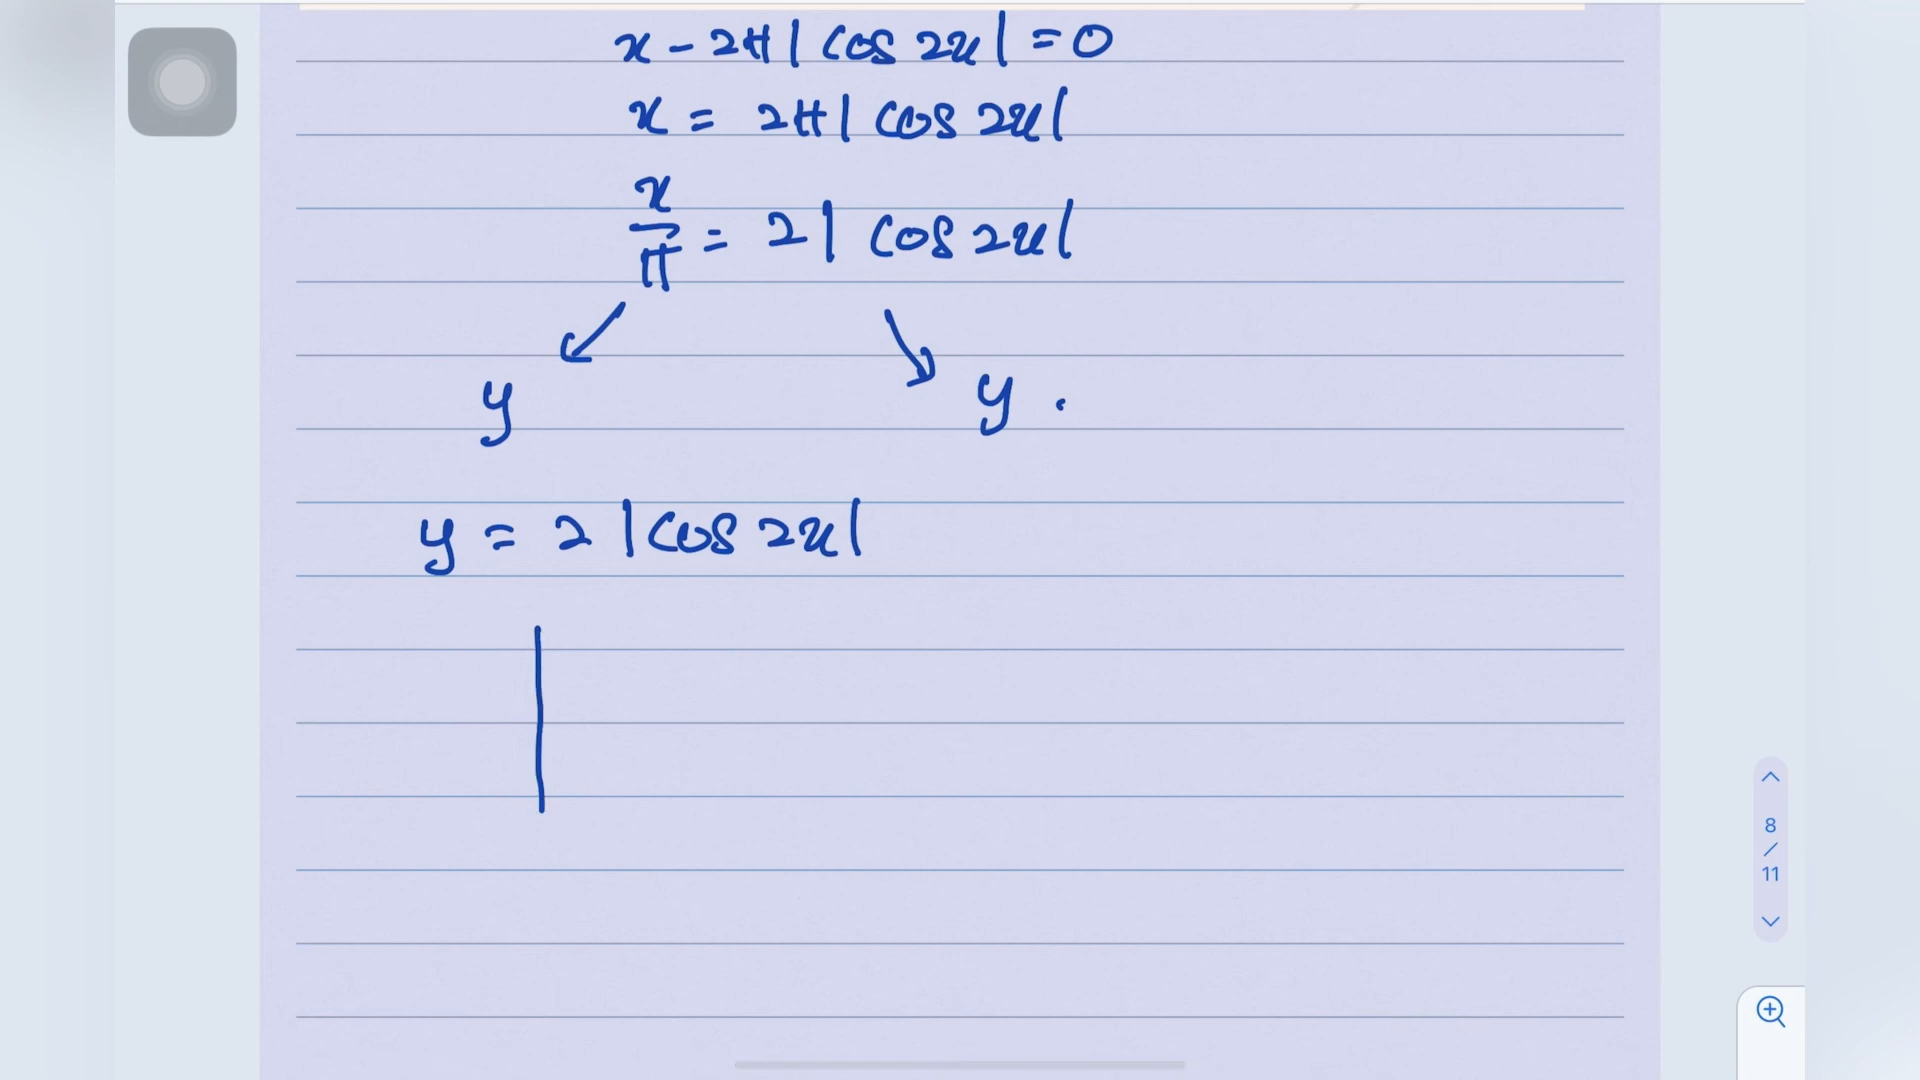 x - 2π | cos 2x | = 0
x = 2π | cos 2x |
x/π = 2 | cos 2x |
y y .
y = 2 | cos 2x |
8
/
11